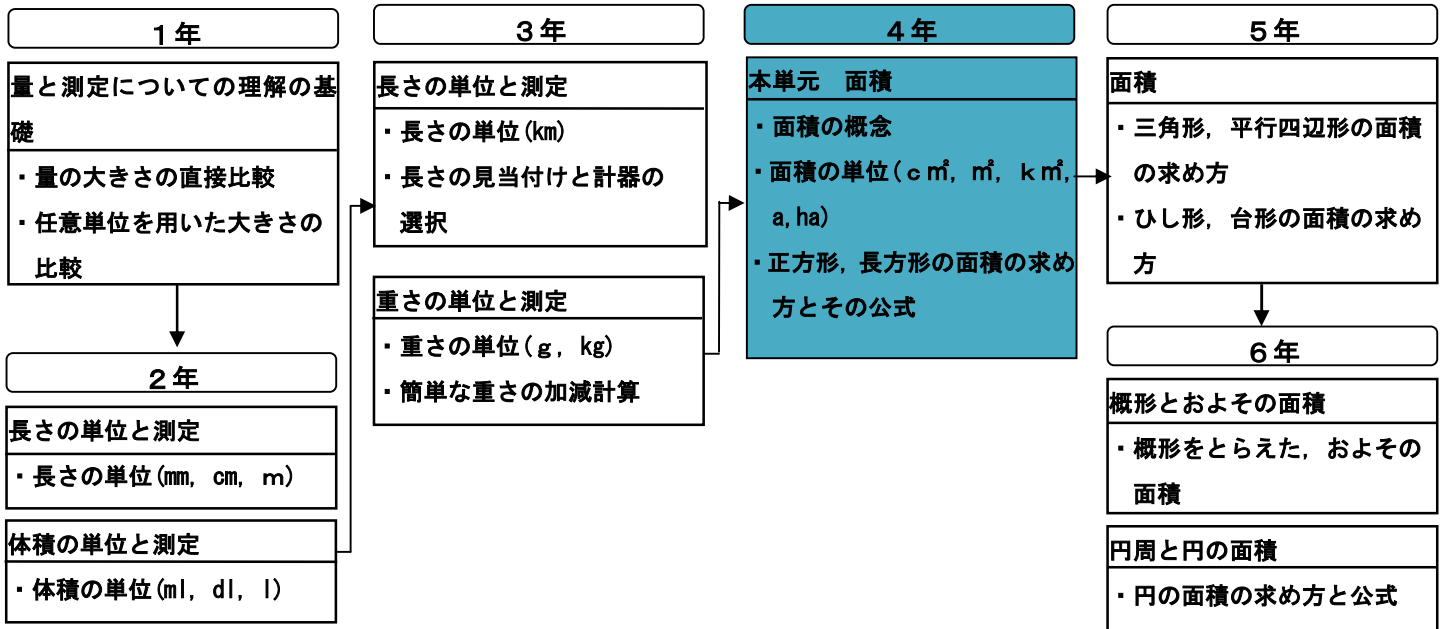 1年
量と測定についての理解の基
礎
・量の大きさの直接比較
・任意単位を用いた大きさの
比較
2年
長さの単位と測定
・長さの単位(㎜, ㎝, m)
体積の単位と測定
・体積の単位(ml, dl, l)
3年
長さの単位と測定
・長さの単位(㎞)
・長さの見当付けと計器の
選択
重さの単位と測定
・重さの単位(g, ㎏)
・簡単な重さの加減計算
4年
本単元 面積
・面積の概念
・面積の単位(c㎡, ㎡, k㎡,
a, ha)
・正方形, 長方形の面積の求め
方とその公式
5年
面積
・三角形, 平行四辺形の面積
の求め方
・ひし形, 台形の面積の求め
方
6年
概形とおよその面積
・概形をとらえた, およその
面積
円周と円の面積
・円の面積の求め方と公式